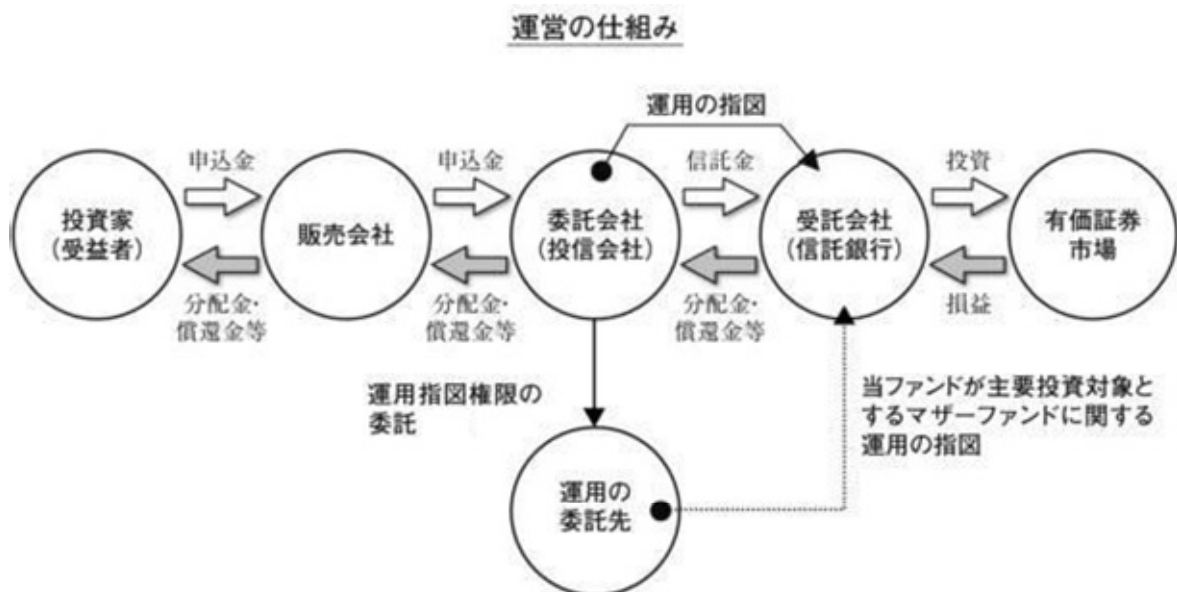 運営の仕組み
運用の指図
申込金
申込金
信託金
投資
投資家
(受益者)
販売会社
委託会社
(投信会社)
受託会社
(信託銀行)
有価証券
市場
分配金・
償還金等
分配金・
償還金等
分配金・
償還金等
損益
運用指図権限の
委託
当ファンドが主要投資対象と
するマザーファンドに関する
運用の指図
運用の
委託先